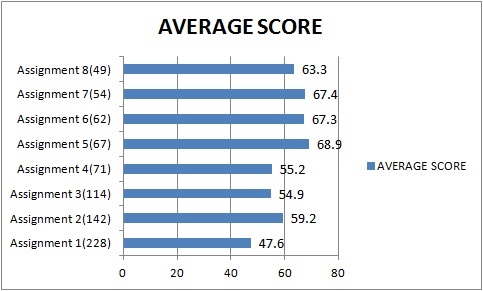 AVERAGE SCORE
Assignment 8(49) 63.3
Assignment 7(54) 67.4
Assignment 6(62) 67.3
Assignment 5(67) 68.9
Assignment 4(71) 55.2
Assignment 3(114) 54.9
Assignment 2(142) 59.2
Assignment 1(228) 47.6
0 20 40 60 80
AVERAGE SCORE